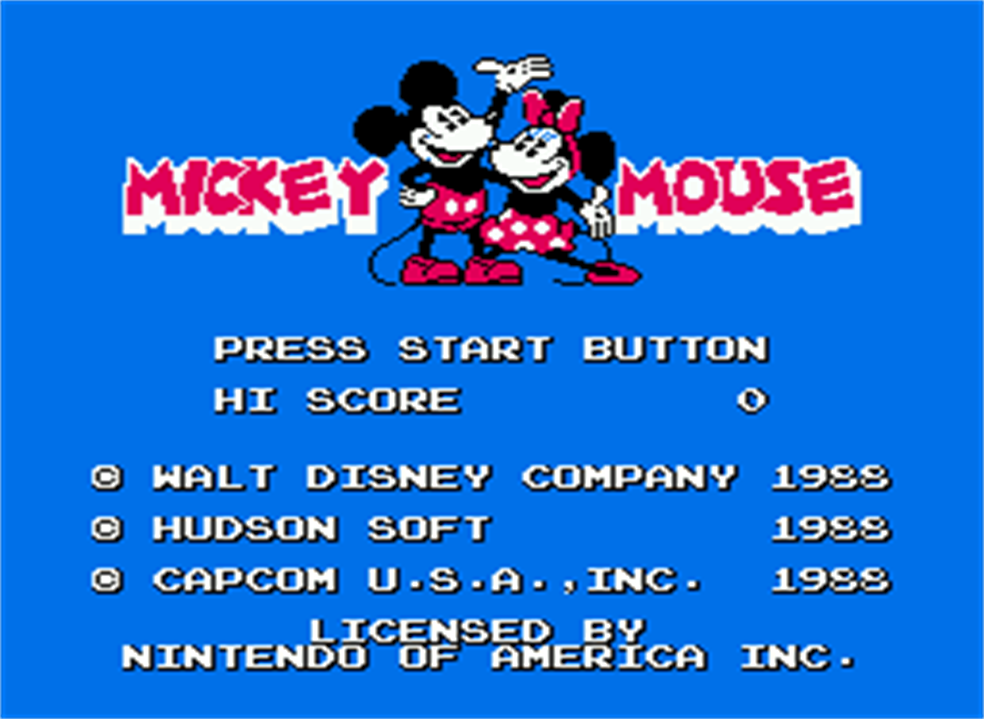 MICKEY MOUSE
PRESS START BUTTON
HI SCORE 0
© WALT DISNEY COMPANY 1988
© HUDSON SOFT 1988
© CAPCOM U.S.A.,INC. 1988
LICENSED BY
NINTENDO OF AMERICA INC.